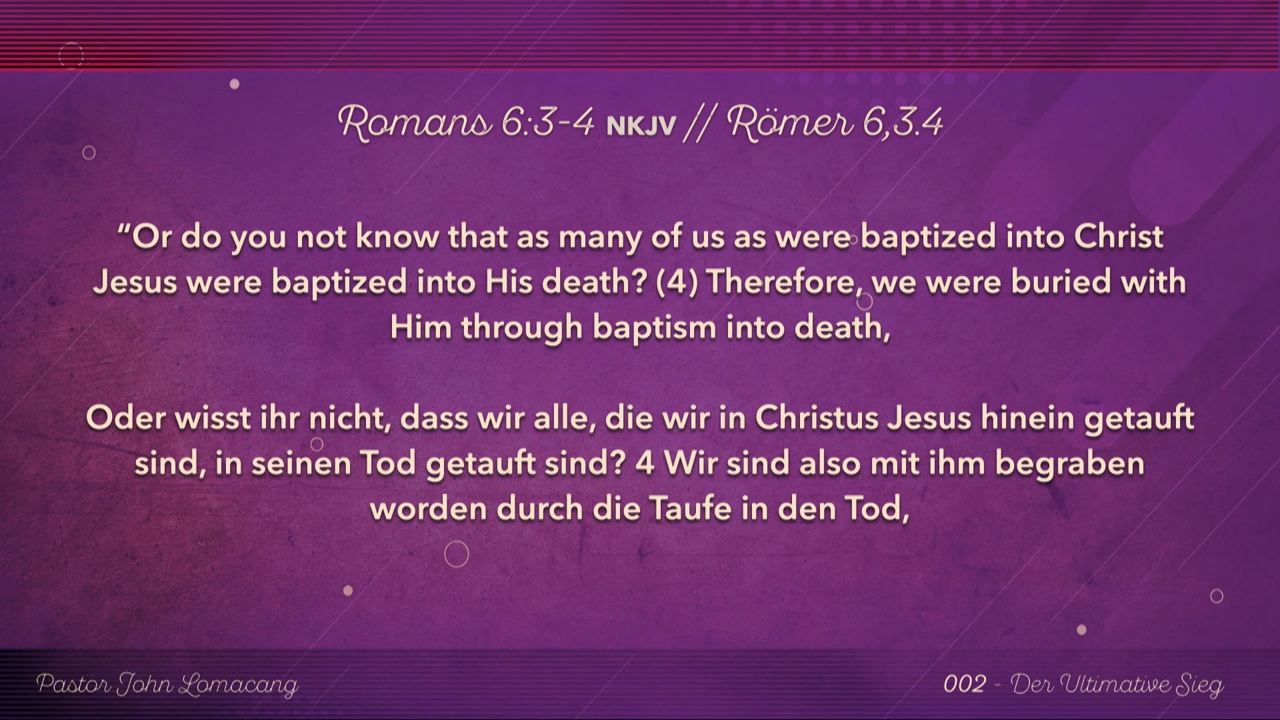 Romans 6:3-4 NKJV // Römer 6,3.4
“Or do you not know that as many of us as were baptized into Christ
Jesus were baptized into His death? (4) Therefore, we were buried with
Him through baptism into death,
Oder wisst ihr nicht, dass wir alle, die wir in Christus Jesus hinein getauft
sind, in seinen Tod getauft sind? 4 Wir sind also mit ihm begraben
worden durch die Taufe in den Tod,
Pastor John Lomacang
002 - Der Ultimative Sieg